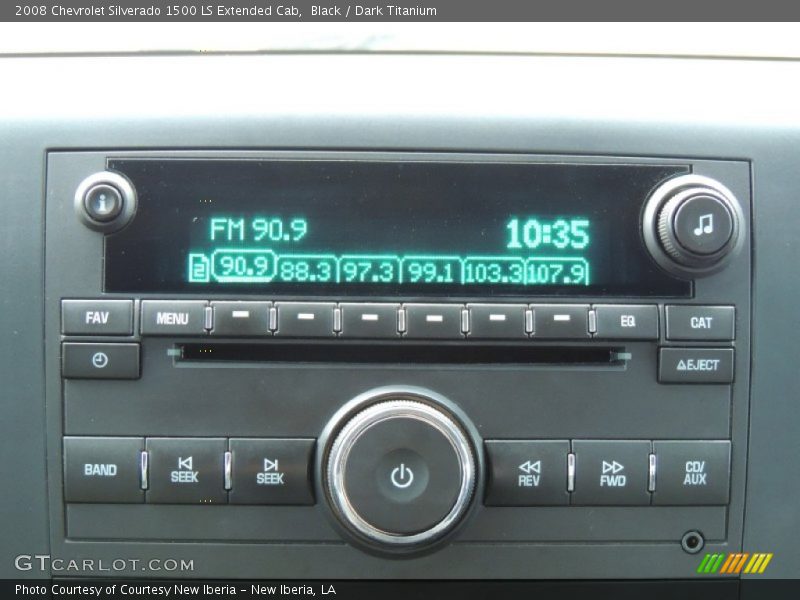 2008 Chevrolet Silverado 1500 LS Extended Cab, Black / Dark Titanium
i
FM 90.9 10:35
90.9 88.3 97.3 99.1 103.3 107.9
FAV MENU EQ CAT
EJECT
BAND SEEK SEEK REV FWD CD/AUX
GTCARLOT.COM
Photo Courtesy of Courtesy New Iberia - New Iberia, LA